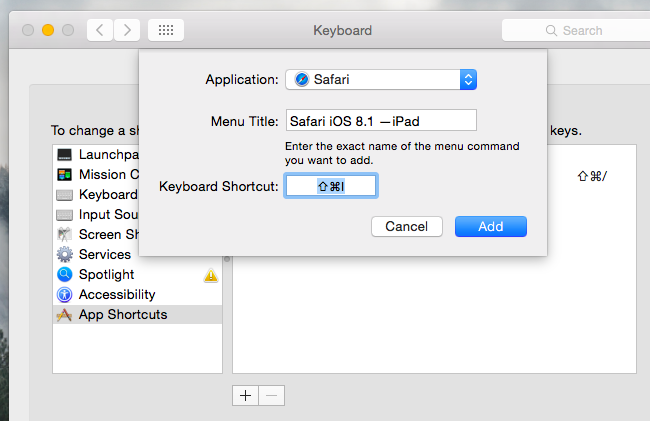 Keyboard
Search
Application: Safari
Menu Title: Safari iOS 8.1 —iPad
Enter the exact name of the menu command
you want to add.
Keyboard Shortcut: ⇧⌘I
Cancel Add
To change a sh keys.
Launchpa
Mission C ⇧⌘/
Keyboard
Input Sou
Screen Sh
Services
Spotlight
Accessibility
App Shortcuts
+ −